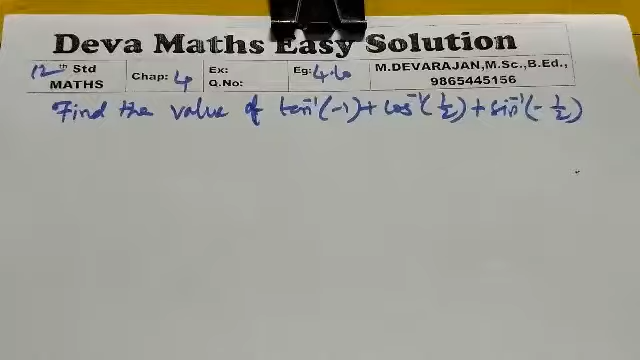 Deva Maths Easy Solution
12th Std MATHS
Chap: 4
Ex:
Q.No:
Eg: 4.10
M.DEVARAJAN,M.Sc.,B.Ed.,
9865445156
Find the value of tan⁻¹(-1) + cos⁻¹(1/2) + sin⁻¹(-1/2)